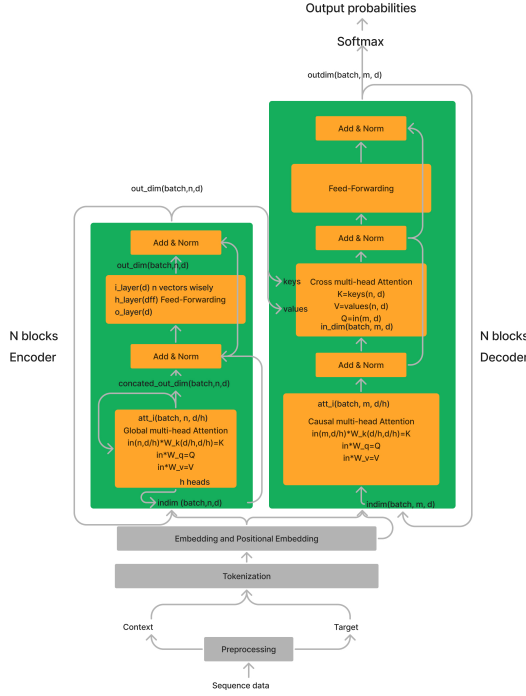 Output probabilities
Softmax
outdim(batch, m, d)
Add & Norm
Feed-Forwarding
Add & Norm
keys
values
Cross multi-head Attention
K=keys(n, d)
V=values(n, d)
Q=in(m, d)
in_dim(batch, m, d)
Add & Norm
att_i(batch, m, d/h)
Causal multi-head Attention
in(m,d/h)*W_k(d/h,d/h)=K
in*W_q=Q
in*W_v=V
indim(batch, m, d)
N blocks
Decoder
out_dim(batch,n,d)
Add & Norm
out_dim(batch,n,d)
i_layer(d) n vectors wisely
h_layer(dff) Feed-Forwarding
o_layer(d)
Add & Norm
concated_out_dim(batch,n,d)
att_i(batch, n, d/h)
Global multi-head Attention
in(n,d/h)*W_k(d/h,d/h)=K
in*W_q=Q
in*W_v=V
h heads
indim (batch,n,d)
N blocks
Encoder
Embedding and Positional Embedding
Tokenization
Context
Target
Preprocessing
Sequence data